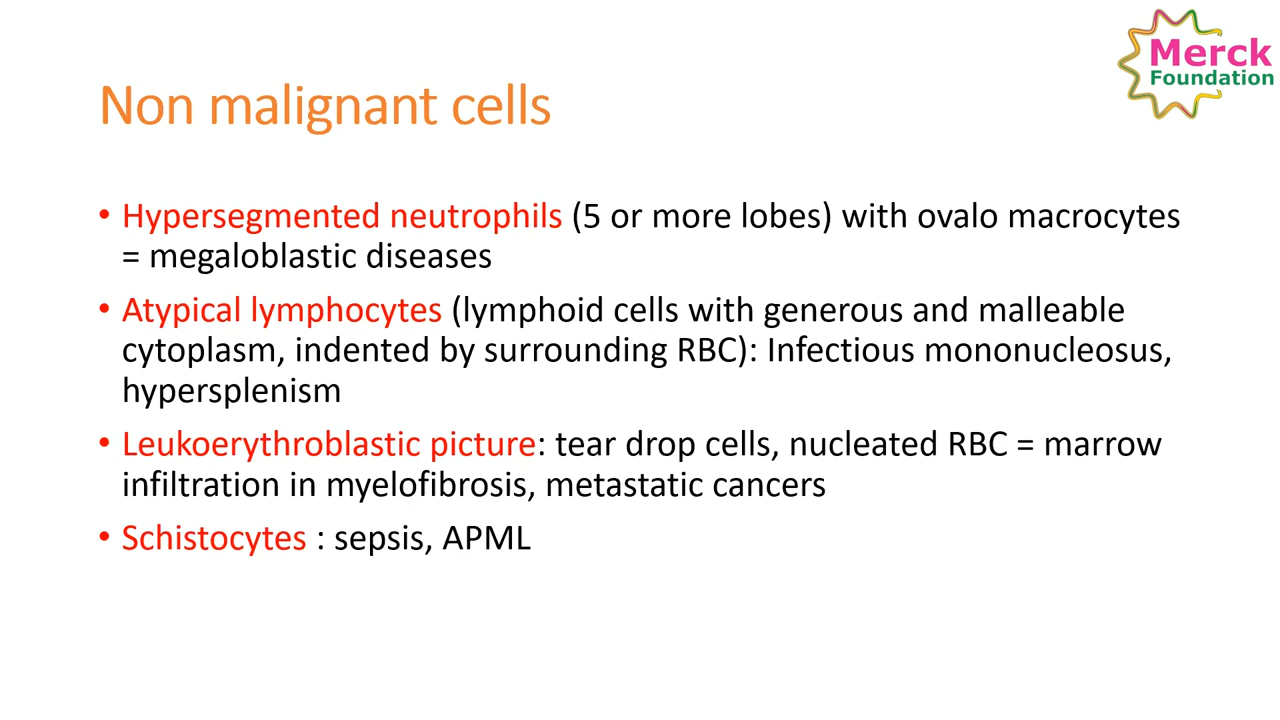 Merck
Foundation
Non malignant cells
• Hypersegmented neutrophils (5 or more lobes) with ovalo macrocytes
= megaloblastic diseases
• Atypical lymphocytes (lymphoid cells with generous and malleable
cytoplasm, indented by surrounding RBC): Infectious mononucleosus,
hypersplenism
• Leukoerythroblastic picture: tear drop cells, nucleated RBC = marrow
infiltration in myelofibrosis, metastatic cancers
• Schistocytes : sepsis, APML